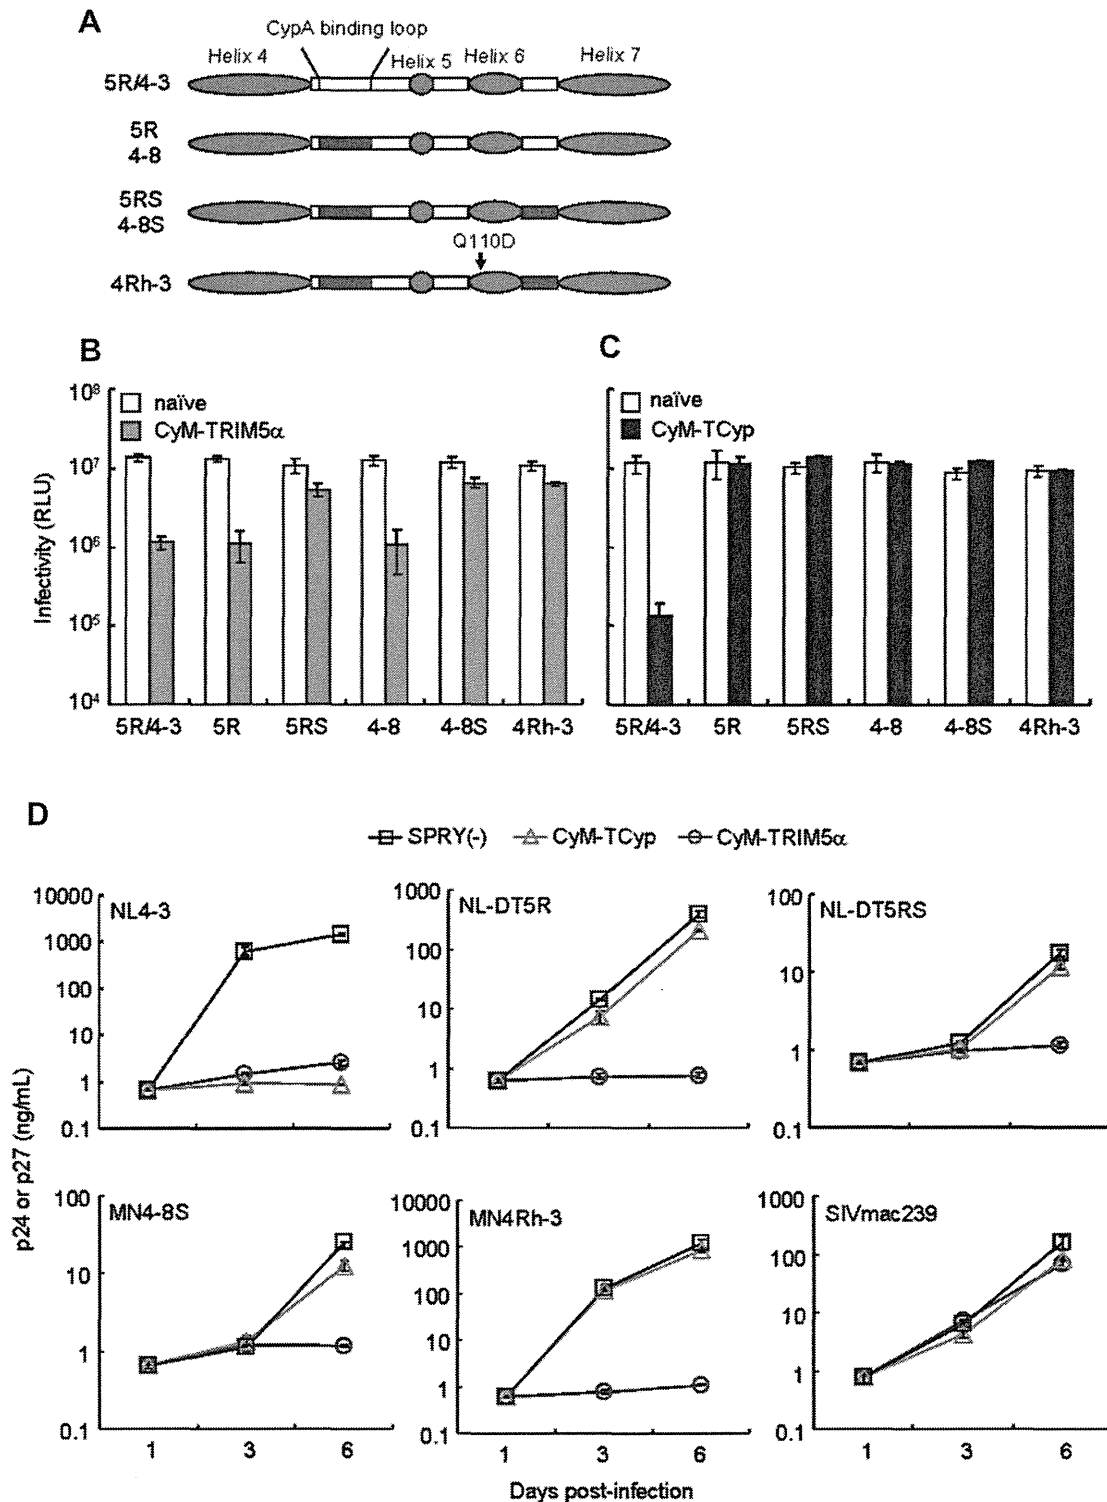 A
CypA binding loop
Helix 4
Helix 5
Helix 6
Helix 7
5R/4-3
5R
4-8
5RS
4-8S
Q110D
4Rh-3
B
naïve
CyM-TRIM5α
Infectivity (RLU)
10⁸
10⁷
10⁶
10⁵
10⁴
5R/4-3 5R 5RS 4-8 4-8S 4Rh-3
C
naïve
CyM-TCyp
5R/4-3 5R 5RS 4-8 4-8S 4Rh-3
D
SPRY(-) CyM-TCyp CyM-TRIM5α
p24 or p27 (ng/mL)
NL4-3
10000
1000
100
10
1
0.1
NL-DT5R
1000
100
10
1
0.1
NL-DT5RS
100
10
1
0.1
MN4-8S
100
10
1
0.1
1 3 6
MN4Rh-3
10000
1000
100
10
1
0.1
1 3 6
SIVmac239
1000
100
10
1
0.1
1 3 6
Days post-infection